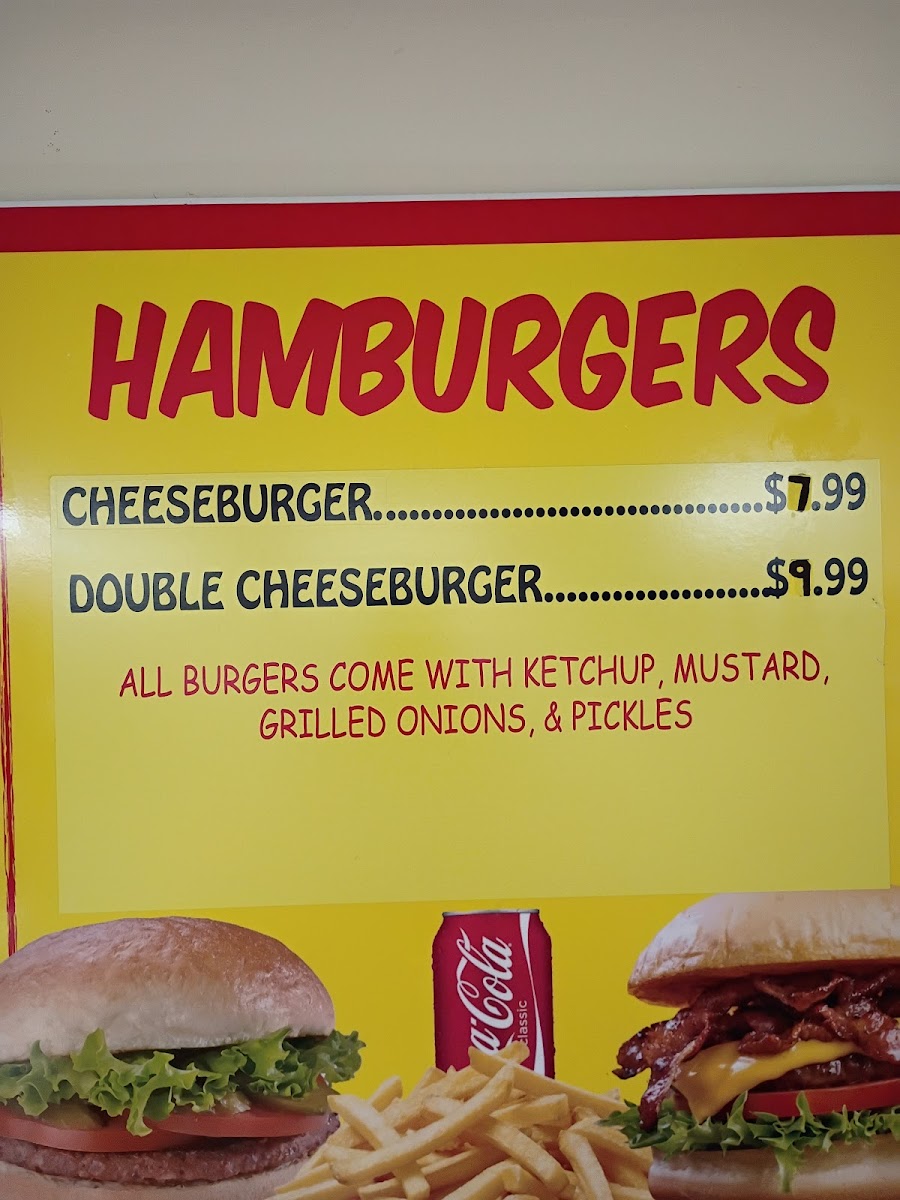 HAMBURGERS
CHEESEBURGER.................................$7.99
DOUBLE CHEESEBURGER...................$9.99
ALL BURGERS COME WITH KETCHUP, MUSTARD,
GRILLED ONIONS, & PICKLES
a'Cola
classic